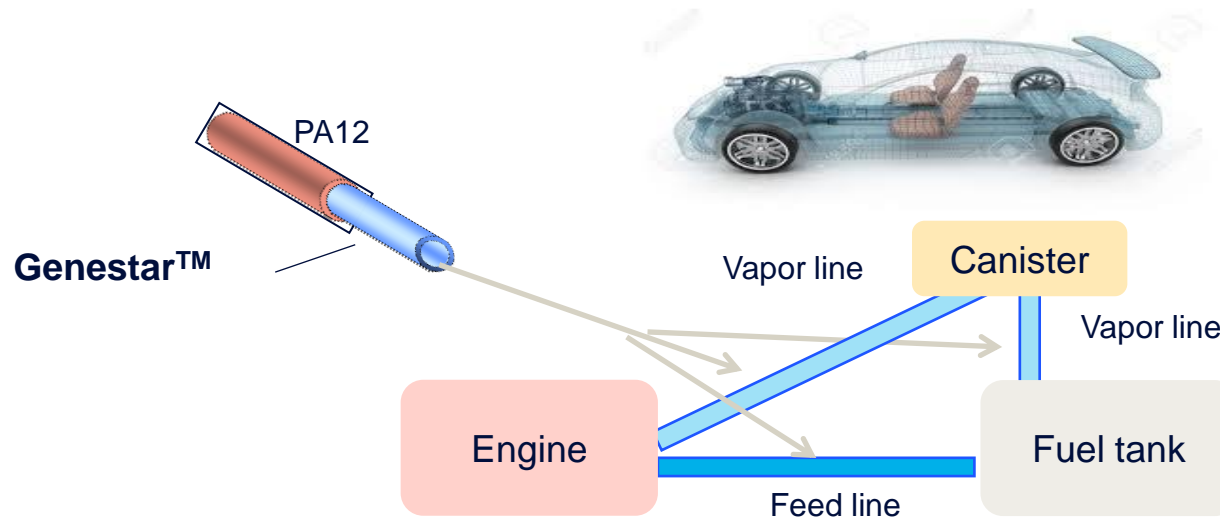 PA12
Genestar™
Vapor line
Canister
Vapor line
Engine
Fuel tank
Feed line